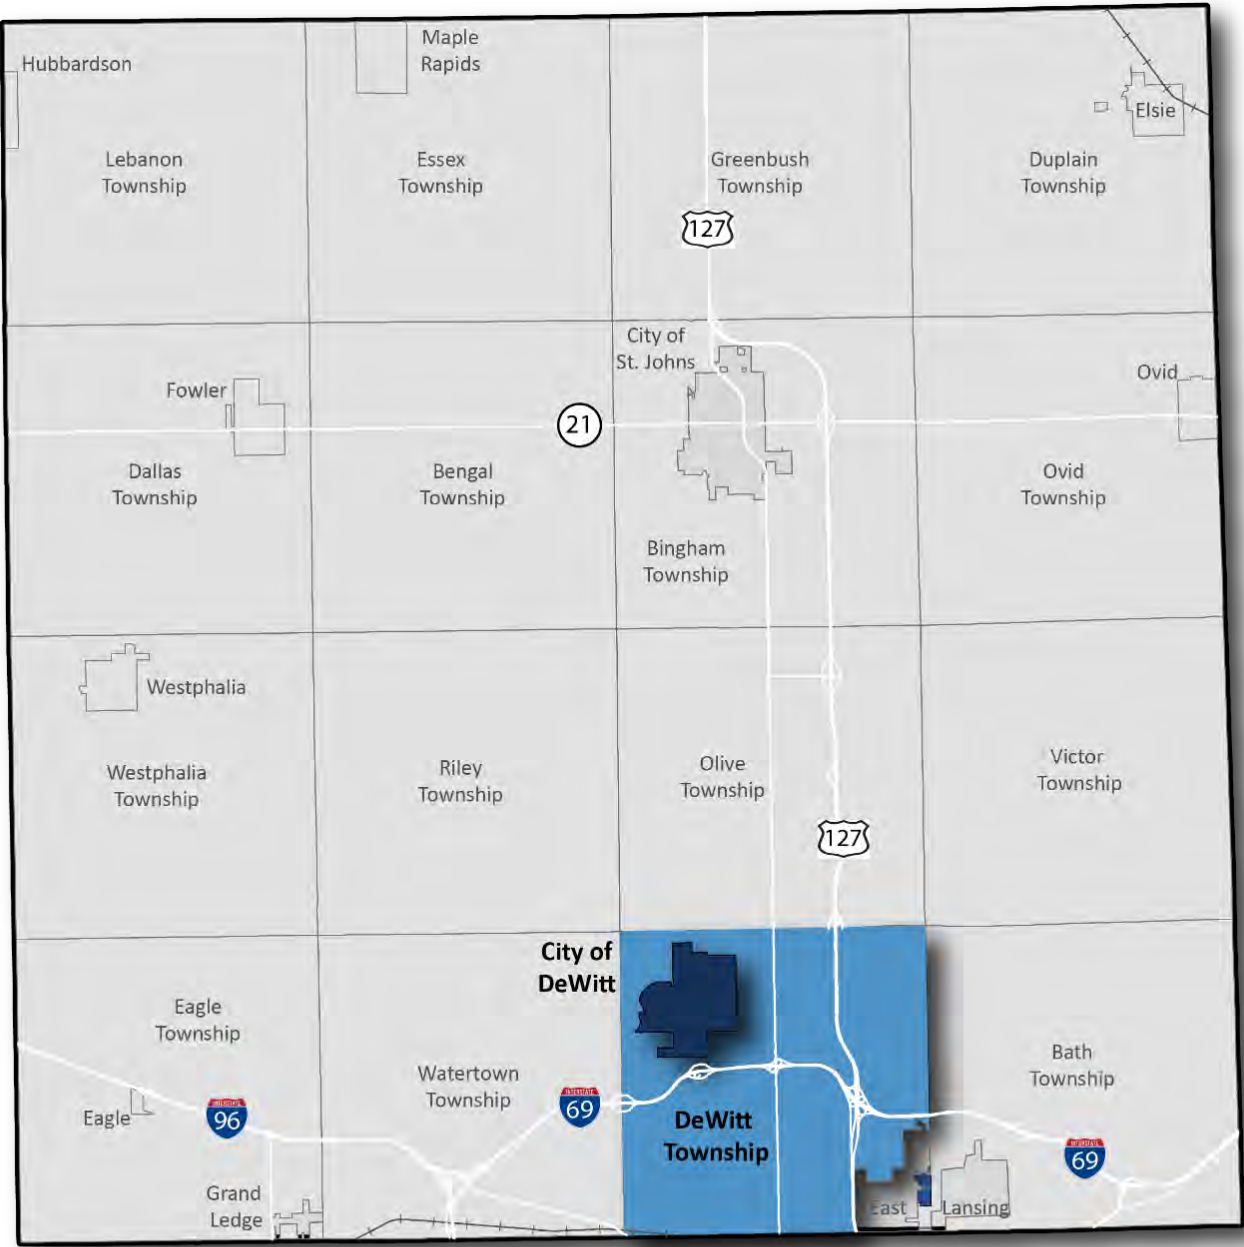 Hubbardson
Maple
Rapids
Elsie
Lebanon
Township
Essex
Township
Greenbush
Township
Duplain
Township
127
City of
St. Johns
Fowler
21
Ovid
Dallas
Township
Bengal
Township
Ovid
Township
Bingham
Township
Westphalia
Westphalia
Township
Riley
Township
Olive
Township
Victor
Township
127
City of
DeWitt
Eagle
Township
Watertown
Township
Bath
Township
Eagle
INTERSTATE
96
INTERSTATE
69
DeWitt
Township
INTERSTATE
69
Grand
Ledge
East Lansing